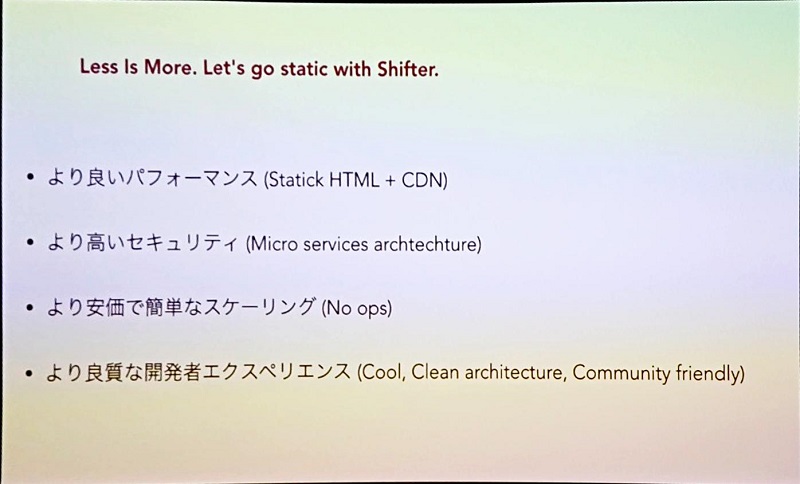 Less Is More. Let's go static with Shifter.
• より良いパフォーマンス (Statick HTML + CDN)
• より高いセキュリティ (Micro services archtechture)
• より安価で簡単なスケーリング (No ops)
• より良質な開発者エクスペリエンス (Cool, Clean architecture, Community friendly)